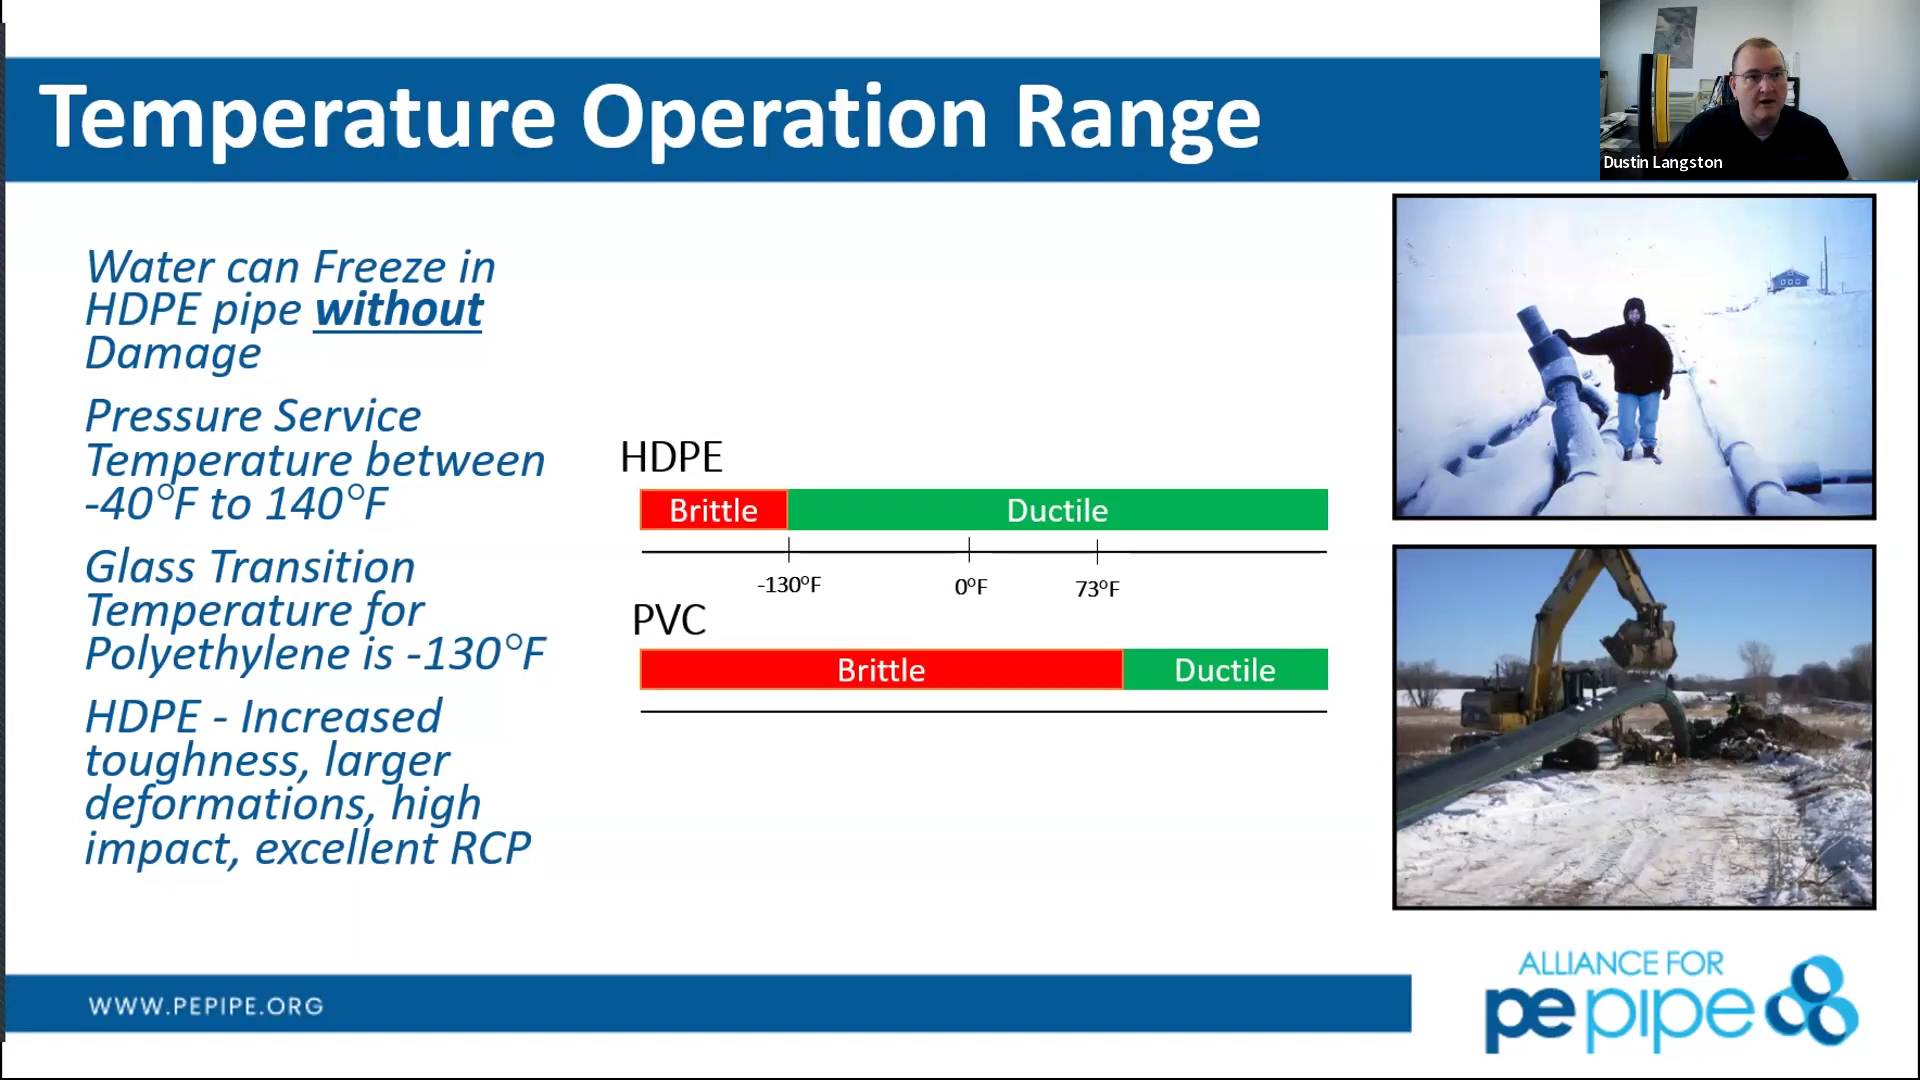 Temperature Operation Range
Dustin Langston
Water can Freeze in
HDPE pipe without
Damage
Pressure Service
Temperature between
-40°F to 140°F
Glass Transition
Temperature for
Polyethylene is -130°F
HDPE - Increased
toughness, larger
deformations, high
impact, excellent RCP
HDPE
Brittle Ductile
-130°F 0°F 73°F
PVC
Brittle Ductile
WWW.PEPIPE.ORG
ALLIANCE FOR
pepipe